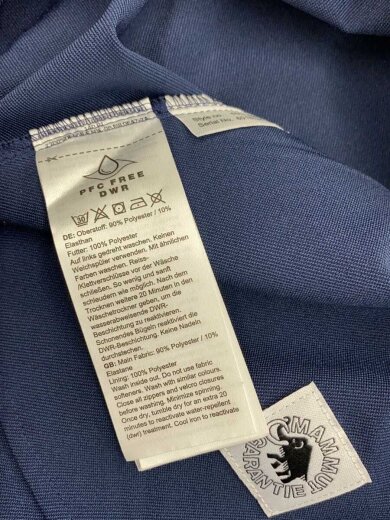 Style no
Serial No.
PFC FREE
DWR
30
DE: Oberstoff: 90% Polyester / 10%
Elasthan
Futter: 100% Polyester
Links gedreht waschen. Keinen
Weichspüler verwenden. Mit ähnlichen
Farben waschen. Reiss-
/Klattverschlüsse vor der Wäsche
schließen. So wenig und sanft
schleudern wie möglich. Nach dem
Trocknen weitere 20 Minuten in den
Wäschetrockner geben, um die
wasserabweisende DWR-
Beschichtung zu reaktivieren.
Schonendes Bügeln reaktiviert die
DWR-Beschichtung. Keine Nadeln
durchstechen.
GB: Main Fabric: 90% Polyester / 10%
Elastane
Lining: 100% Polyester
Wash inside out. Do not use fabric
softeners. Wash with similar colours.
Close all zippers and velcro closures
before washing. Minimize spinning.
Once dry, tumble dry for an extra 20
minutes to reactivate water-repellent,
(dwr) treatment. Cool iron to reactivate
MAMMUT
GARANTIE